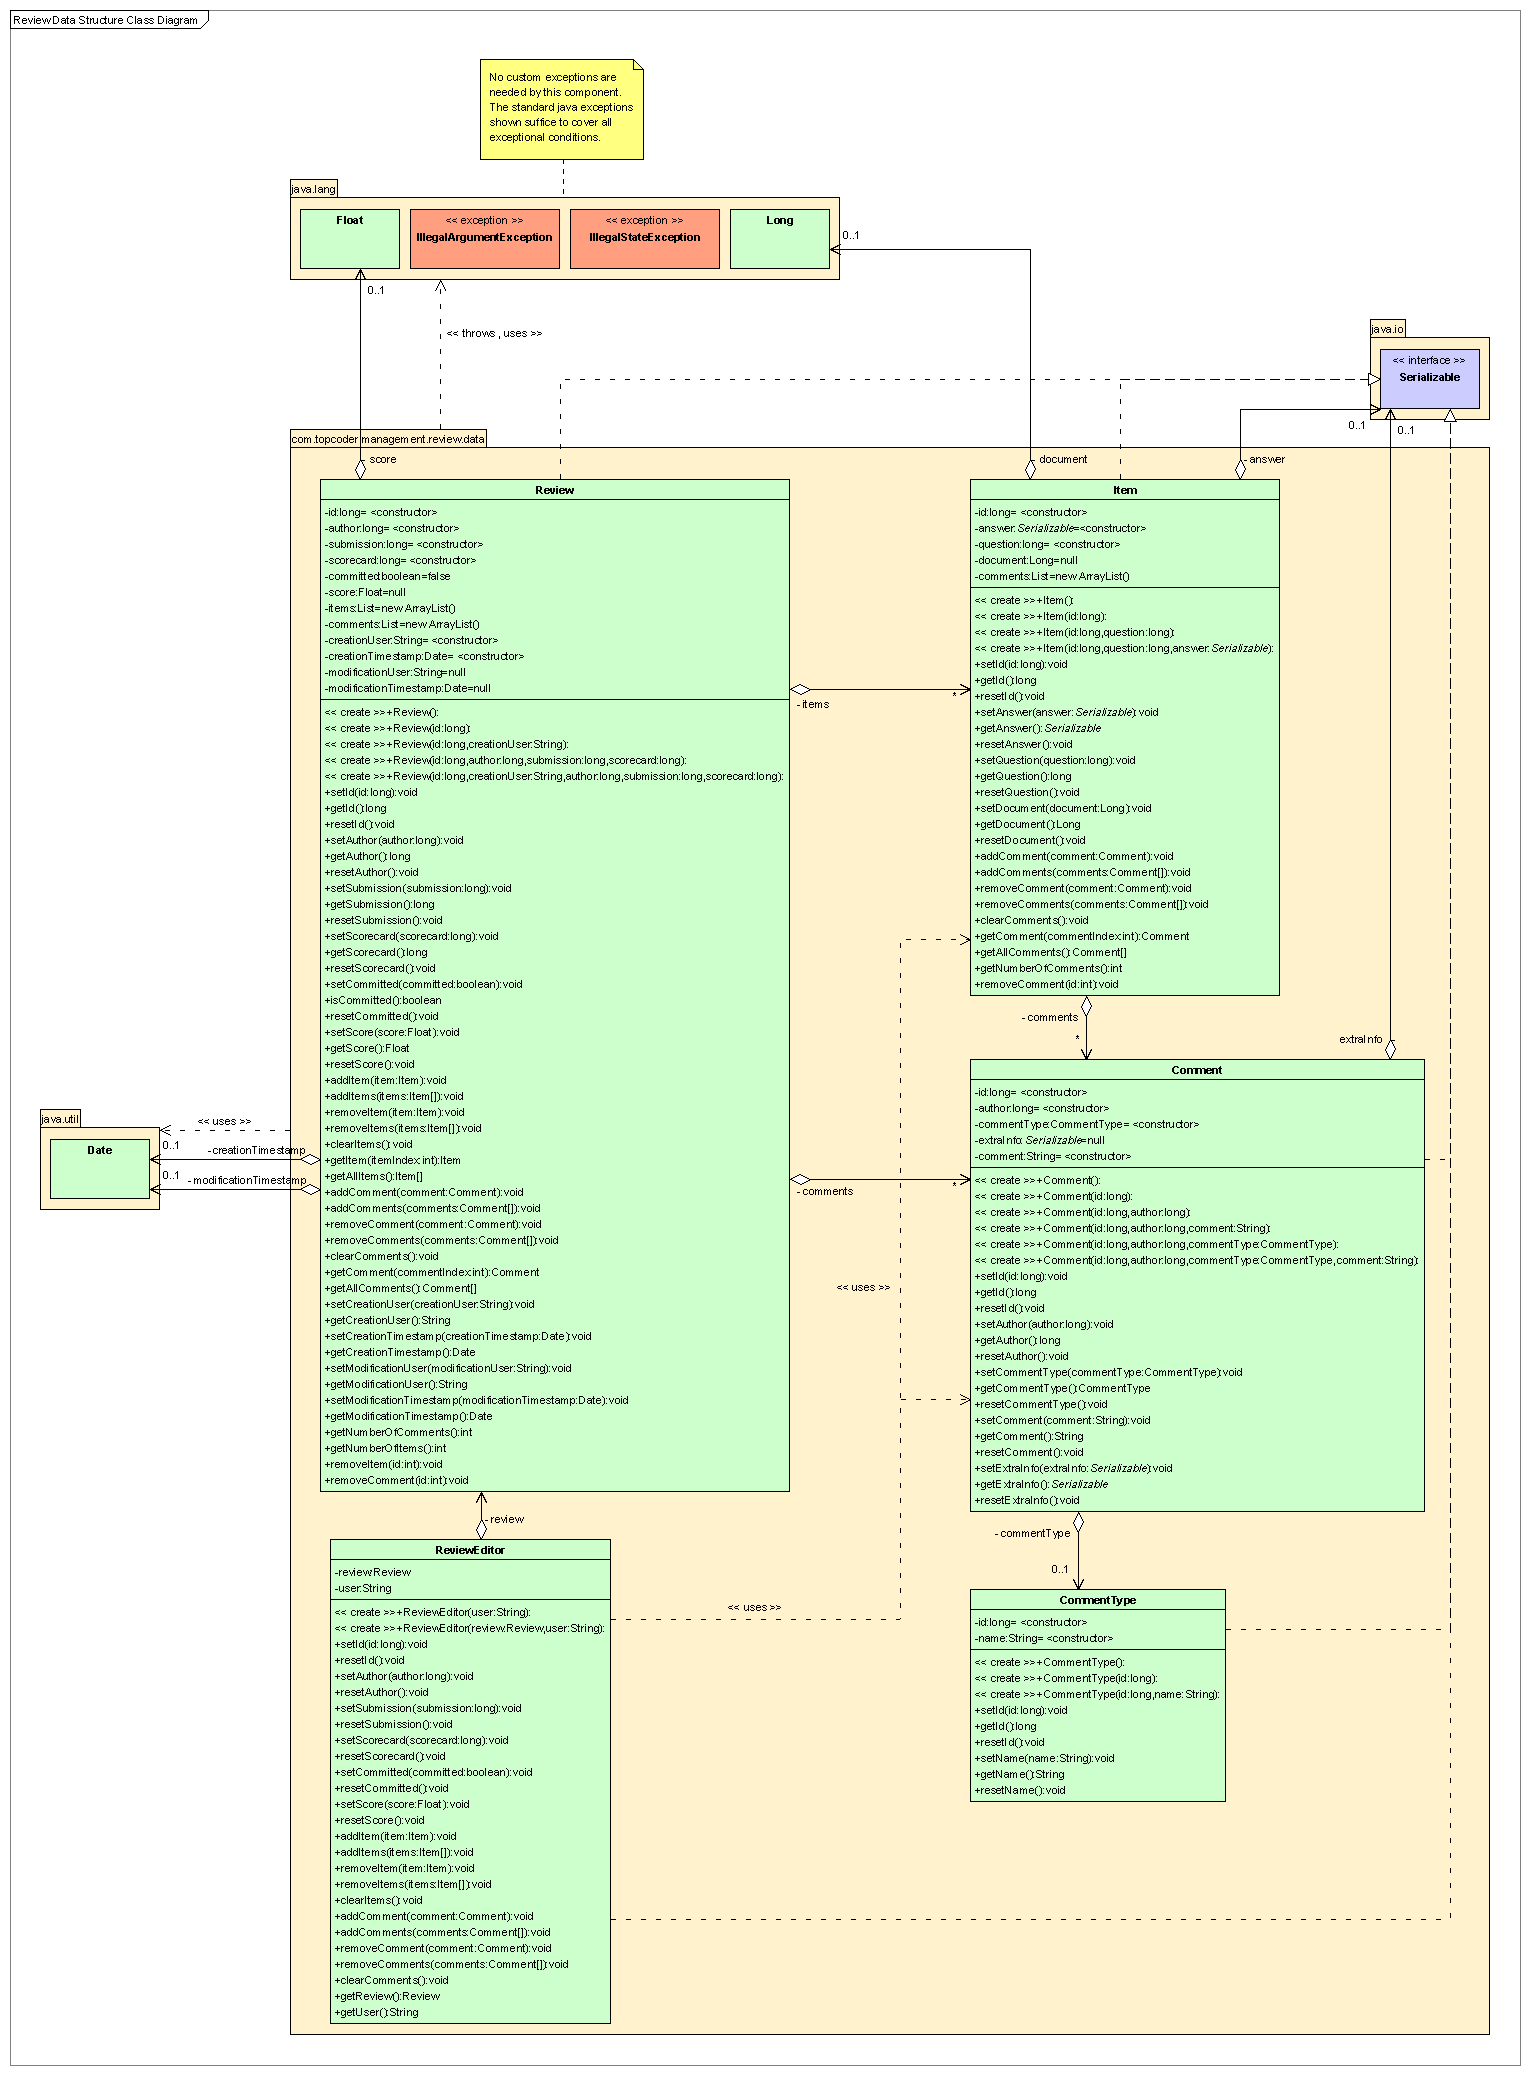 Review Data Structure Class Diagram
No custom exceptions are
needed by this component.
The standard java exceptions
shown suffice to cover all
exceptional conditions.
java.lang
Float
<< exception >>
IllegalArgumentException
<< exception >>
IllegalStateException
Long
0..1
0..1
<< throws , uses >>
java.io
<< interface >>
Serializable
0..1
0..1
com.topcoder.management.review.data
- score
- document
- answer
Review
-id:long= <constructor>
-author:long= <constructor>
-submission:long= <constructor>
-scorecard:long= <constructor>
-committed:boolean=false
-score:Float=null
-items:List=new ArrayList()
-comments:List=new ArrayList()
-creationUser:String= <constructor>
-creationTimestamp:Date= <constructor>
-modificationUser:String=null
-modificationTimestamp:Date=null
<< create >>+Review():
<< create >>+Review(id:long):
<< create >>+Review(id:long,creationUser:String):
<< create >>+Review(id:long,author:long,submission:long,scorecard:long):
<< create >>+Review(id:long,creationUser:String,author:long,submission:long,scorecard:long):
+setId(id:long):void
+getId():long
+resetId():void
+setAuthor(author:long):void
+getAuthor():long
+resetAuthor():void
+setSubmission(submission:long):void
+getSubmission():long
+resetSubmission():void
+setScorecard(scorecard:long):void
+getScorecard():long
+resetScorecard():void
+setCommitted(committed:boolean):void
+isCommitted():boolean
+resetCommitted():void
+setScore(score:Float):void
+getScore():Float
+resetScore():void
+addItem(item:Item):void
+addItems(items:Item[]):void
+removeItem(item:Item):void
+removeItems(items:Item[]):void
+clearItems():void
+getItem(itemIndex:int):Item
+getAllItems():Item[]
+addComment(comment:Comment):void
+addComments(comments:Comment[]):void
+removeComment(comment:Comment):void
+removeComments(comments:Comment[]):void
+clearComments():void
+getComment(commentIndex:int):Comment
+getAllComments():Comment[]
+setCreationUser(creationUser:String):void
+getCreationUser():String
+setCreationTimestamp(creationTimestamp:Date):void
+getCreationTimestamp():Date
+setModificationUser(modificationUser:String):void
+getModificationUser():String
+setModificationTimestamp(modificationTimestamp:Date):void
+getModificationTimestamp():Date
+getNumberOfComments():int
+getNumberOfItems():int
+removeItem(id:int):void
+removeComment(id:int):void
- items
*
- comments
*
Item
-id:long= <constructor>
-answer:Serializable=<constructor>
-question:long= <constructor>
-document:Long=null
-comments:List=new ArrayList()
<< create >>+Item():
<< create >>+Item(id:long):
<< create >>+Item(id:long,question:long):
<< create >>+Item(id:long,question:long,answer:Serializable):
+setId(id:long):void
+getId():long
+resetId():void
+setAnswer(answer:Serializable):void
+getAnswer():Serializable
+resetAnswer():void
+setQuestion(question:long):void
+getQuestion():long
+resetQuestion():void
+setDocument(document:Long):void
+getDocument():Long
+resetDocument():void
+addComment(comment:Comment):void
+addComments(comments:Comment[]):void
+removeComment(comment:Comment):void
+removeComments(comments:Comment[]):void
+clearComments():void
+getComment(commentIndex:int):Comment
+getAllComments():Comment[]
+getNumberOfComments():int
+removeComment(id:int):void
- comments
*
extraInfo
-
Comment
-id:long= <constructor>
-author:long= <constructor>
-commentType:CommentType= <constructor>
-extraInfo:Serializable=null
-comment:String= <constructor>
<< create >>+Comment():
<< create >>+Comment(id:long):
<< create >>+Comment(id:long,author:long):
<< create >>+Comment(id:long,author:long,comment:String):
<< create >>+Comment(id:long,author:long,commentType:CommentType):
<< create >>+Comment(id:long,author:long,commentType:CommentType,comment:String):
+setId(id:long):void
+getId():long
+resetId():void
+setAuthor(author:long):void
+getAuthor():long
+resetAuthor():void
+setCommentType(commentType:CommentType):void
+getCommentType():CommentType
+resetCommentType():void
+setComment(comment:String):void
+getComment():String
+resetComment():void
+setExtraInfo(extraInfo:Serializable):void
+getExtraInfo():Serializable
+resetExtraInfo():void
java.util
Date
<< uses >>
0..1
- creationTimestamp
0..1
- modificationTimestamp
<< uses >>
- review
- commentType
0..1
ReviewEditor
-review:Review
-user:String
<< create >>+ReviewEditor(user:String):
<< create >>+ReviewEditor(review:Review,user:String):
+setId(id:long):void
+resetId():void
+setAuthor(author:long):void
+resetAuthor():void
+setSubmission(submission:long):void
+resetSubmission():void
+setScorecard(scorecard:long):void
+resetScorecard():void
+setCommitted(committed:boolean):void
+resetCommitted():void
+setScore(score:Float):void
+resetScore():void
+addItem(item:Item):void
+addItems(items:Item[]):void
+removeItem(item:Item):void
+removeItems(items:Item[]):void
+clearItems():void
+addComment(comment:Comment):void
+addComments(comments:Comment[]):void
+removeComment(comment:Comment):void
+removeComments(comments:Comment[]):void
+clearComments():void
+getReview():Review
+getUser():String
<< uses >>
CommentType
-id:long= <constructor>
-name:String= <constructor>
<< create >>+CommentType():
<< create >>+CommentType(id:long):
<< create >>+CommentType(id:long,name:String):
+setId(id:long):void
+getId():long
+resetId():void
+setName(name:String):void
+getName():String
+resetName():void